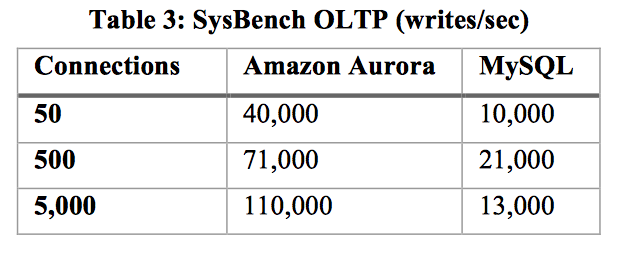 Table 3: SysBench OLTP (writes/sec)
Connections Amazon Aurora MySQL
50 40,000 10,000
500 71,000 21,000
5,000 110,000 13,000